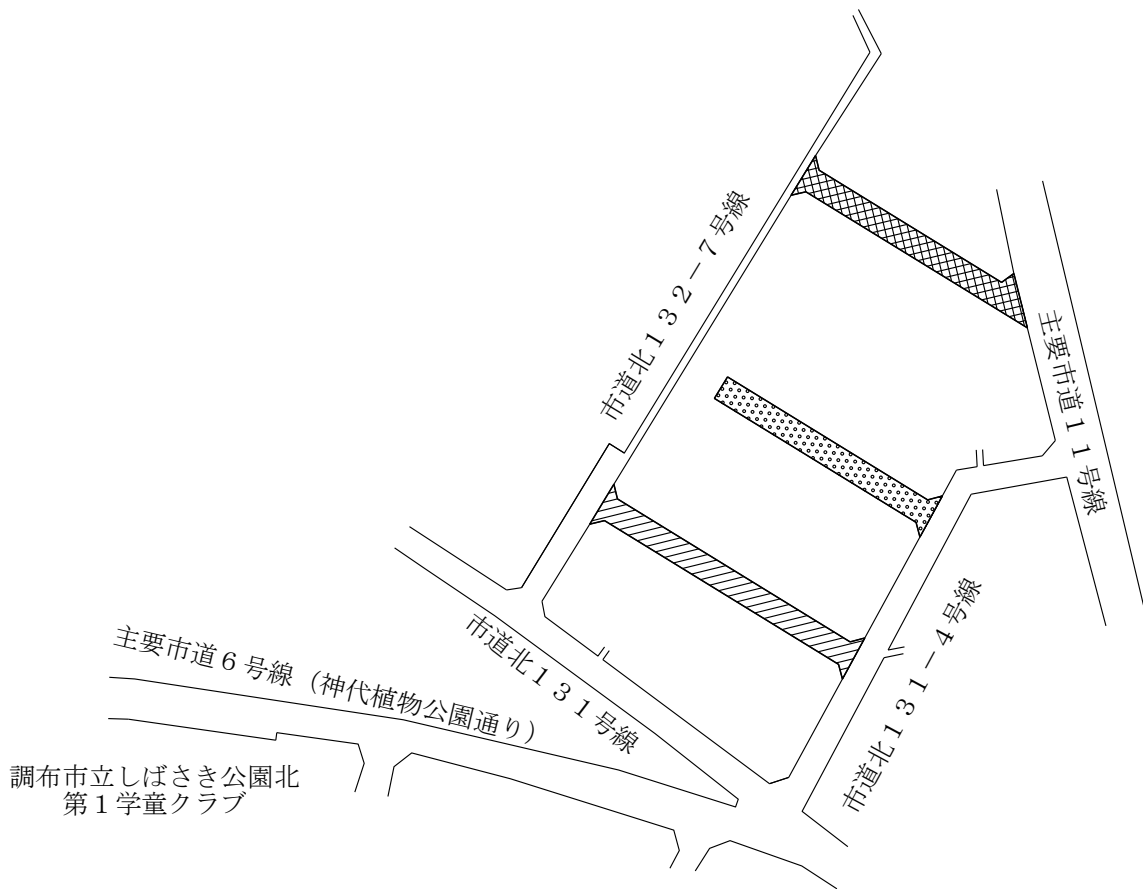 市道北１３２－７号線
主要市道１１号線
市道北１３１－４号線
市道北１３１号線
主要市道６号線（神代植物公園通り）
調布市立しばさき公園北
第１学童クラブ